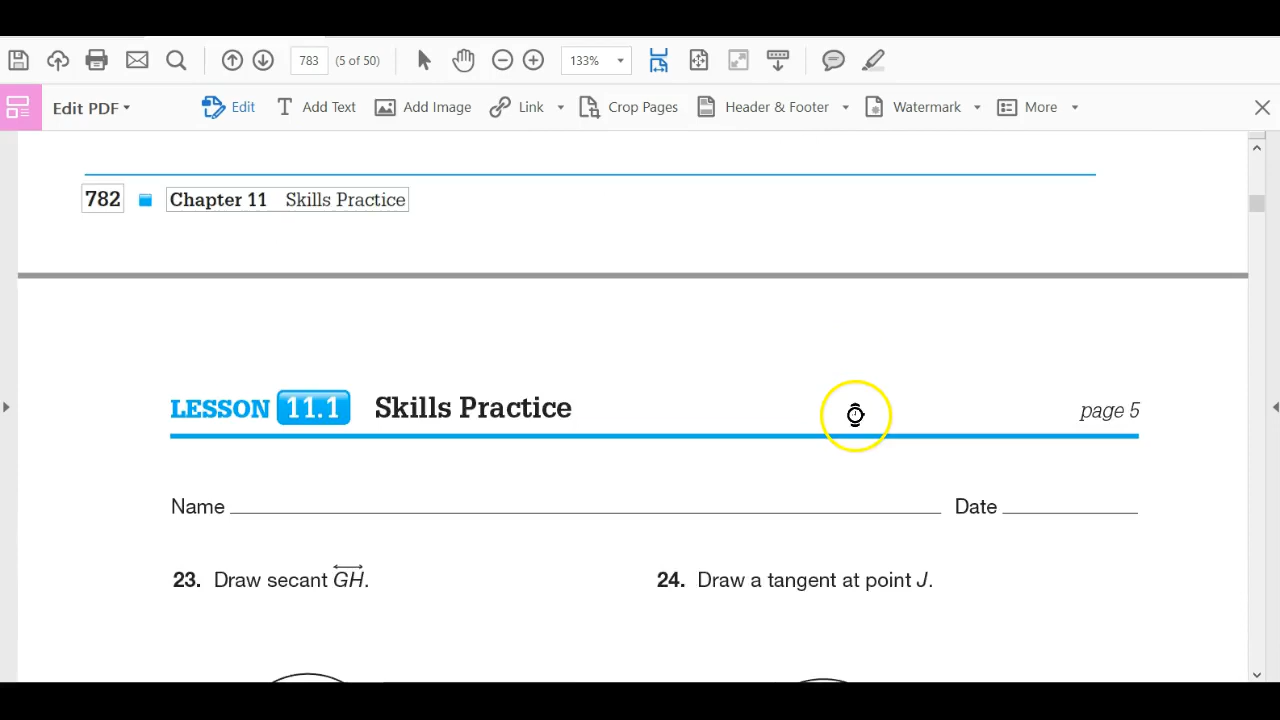 783 (5 of 50) 133%
Edit PDF Edit Add Text Add Image Link Crop Pages Header & Footer Watermark More
782 Chapter 11 Skills Practice
LESSON 11.1 Skills Practice page 5
Name Date
23. Draw secant GH. 24. Draw a tangent at point J.